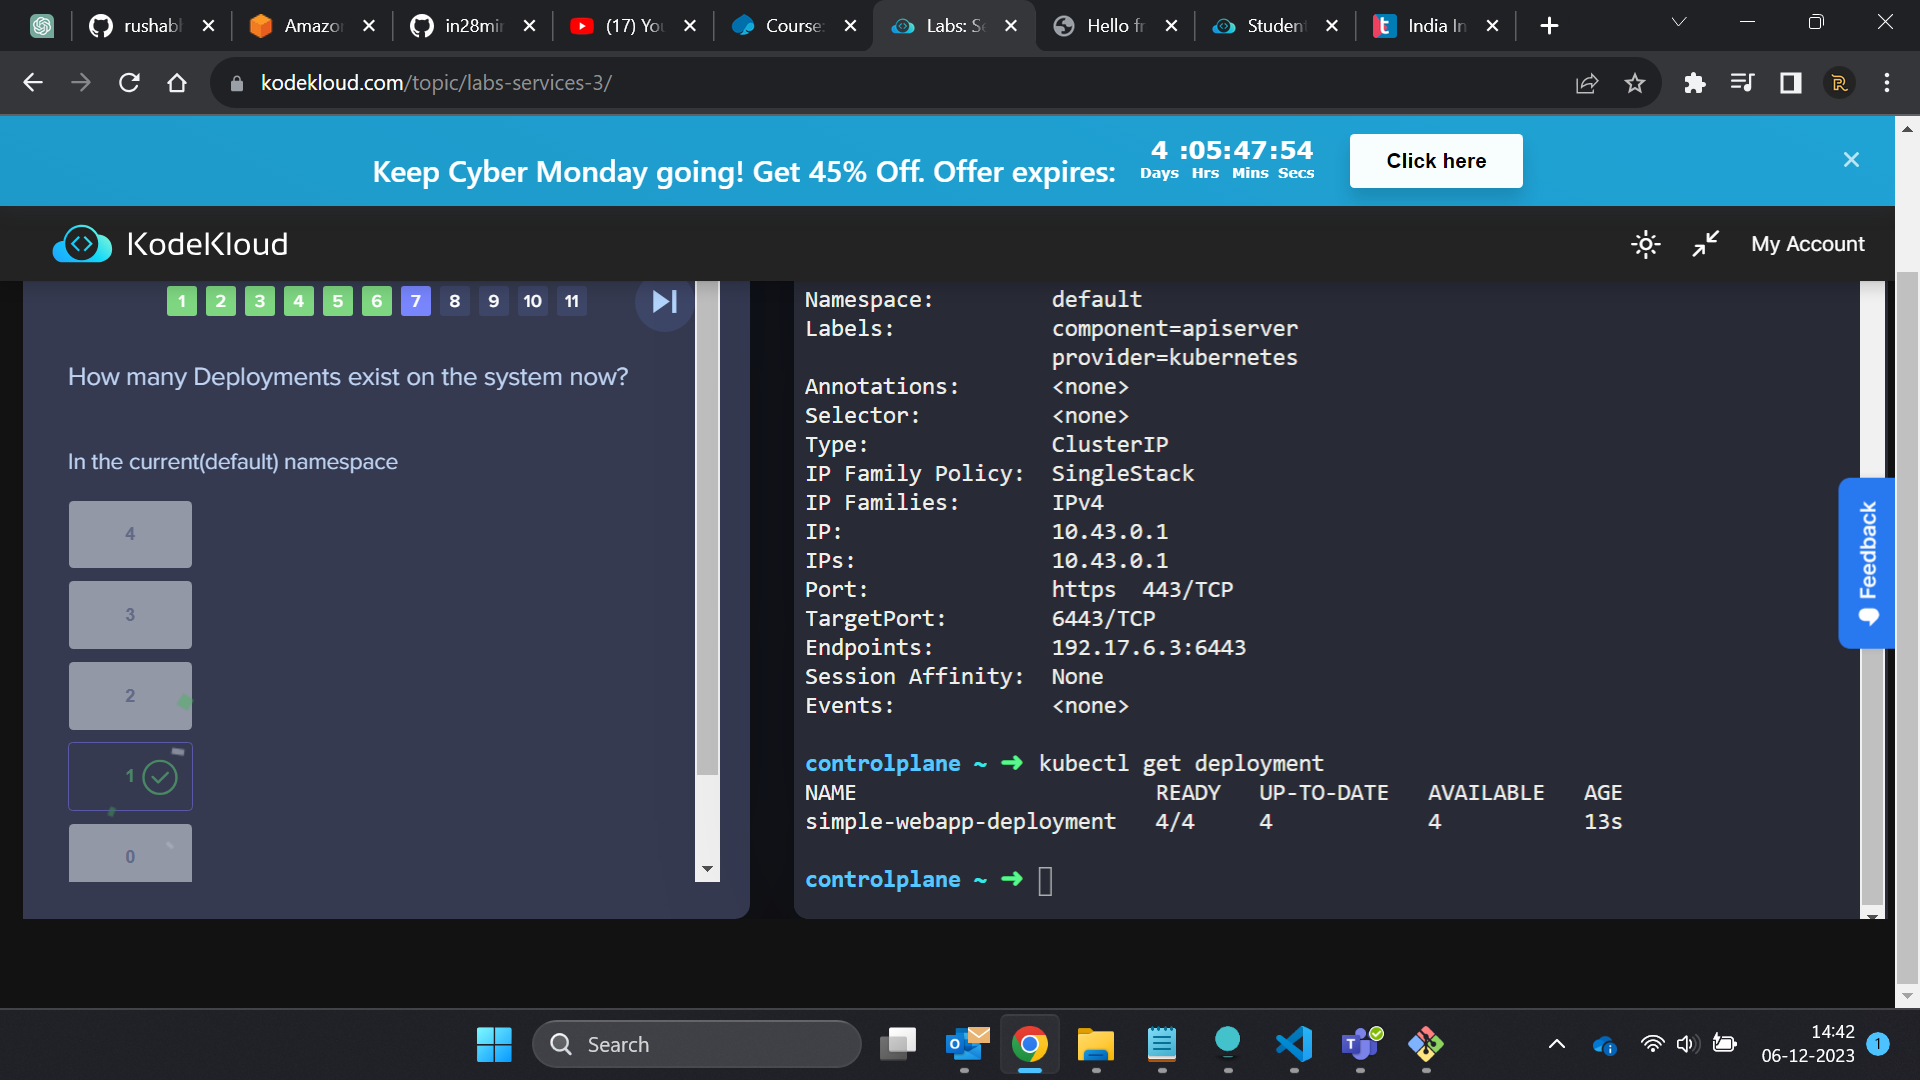 rushabh
Amazon
in28min
(17) You
Course:
Labs: Se
Hello fr
Student
India In
kodekloud.com/topic/labs-services-3/
Keep Cyber Monday going! Get 45% Off. Offer expires:
4 :05:47:54
Days Hrs Mins Secs
Click here
KodeKloud
My Account
1 2 3 4 5 6 7 8 9 10 11
How many Deployments exist on the system now?
In the current(default) namespace
4
3
2
1
0
Namespace: default
Labels: component=apiserver
provider=kubernetes
Annotations: <none>
Selector: <none>
Type: ClusterIP
IP Family Policy: SingleStack
IP Families: IPv4
IP: 10.43.0.1
IPs: 10.43.0.1
Port: https 443/TCP
TargetPort: 6443/TCP
Endpoints: 192.17.6.3:6443
Session Affinity: None
Events: <none>
controlplane ~ ➜ kubectl get deployment
NAME READY UP-TO-DATE AVAILABLE AGE
simple-webapp-deployment 4/4 4 4 13s
controlplane ~ ➜
Feedback
Search
14:42
06-12-2023
1